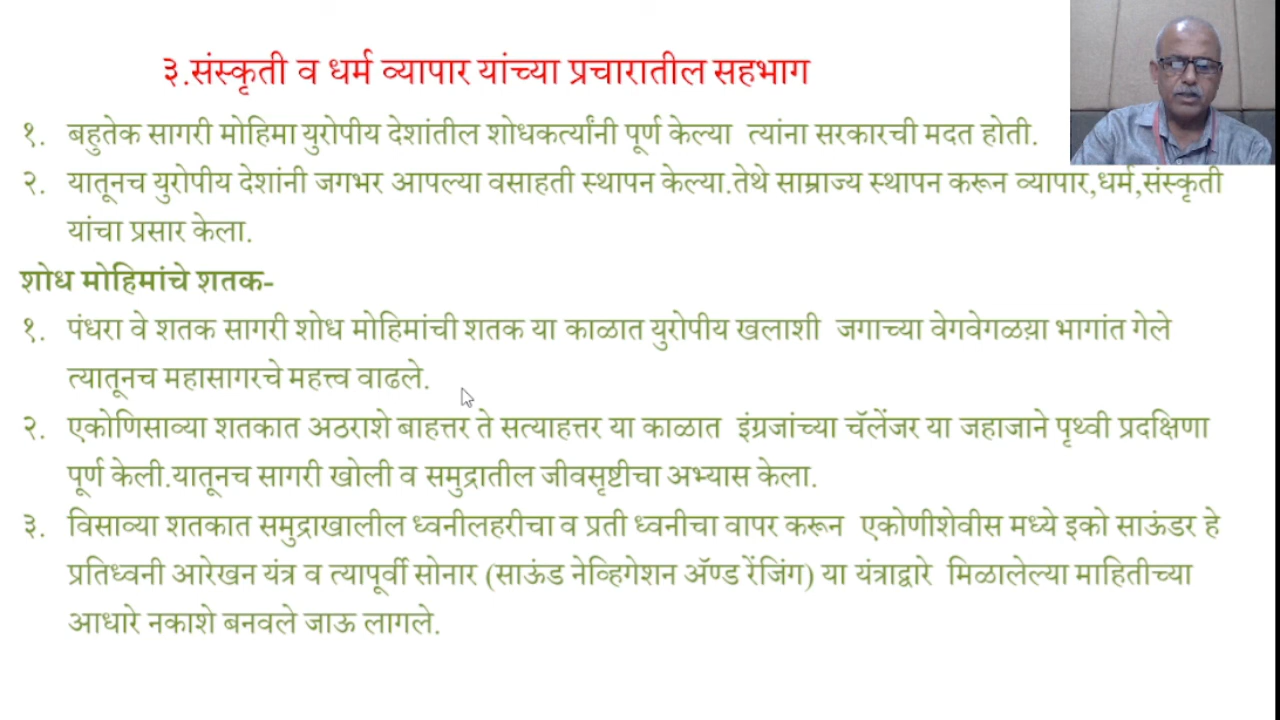 ३.संस्कृती व धर्म व्यापार यांच्या प्रचारातील सहभाग
१. बहुतेक सागरी मोहिमा युरोपीय देशांतील शोधकर्त्यांनी पूर्ण केल्या त्यांना सरकारची मदत होती.
२. यातूनच युरोपीय देशांनी जगभर आपल्या वसाहती स्थापन केल्या.तेथे साम्राज्य स्थापन करून व्यापार,धर्म,संस्कृती
यांचा प्रसार केला.
शोध मोहिमांचे शतक-
१. पंधरा वे शतक सागरी शोध मोहिमांची शतक या काळात युरोपीय खलाशी जगाच्या वेगवेगळ्या भागांत गेले
त्यातूनच महासागरचे महत्त्व वाढले.
२. एकोणिसाव्या शतकात अठराशे बाहत्तर ते सत्याहत्तर या काळात इंग्रजांच्या चॅलेंजर या जहाजाने पृथ्वी प्रदक्षिणा
पूर्ण केली.यातूनच सागरी खोली व समुद्रातील जीवसृष्टीचा अभ्यास केला.
३. विसाव्या शतकात समुद्राखालील ध्वनीलहरीचा व प्रती ध्वनीचा वापर करून एकोणीशेवीस मध्ये इको साऊंडर हे
प्रतिध्वनी आरेखन यंत्र व त्यापूर्वी सोनार (साऊंड नेव्हिगेशन ॲण्ड रेंजिंग) या यंत्राद्वारे मिळालेल्या माहितीच्या
आधारे नकाशे बनवले जाऊ लागले.